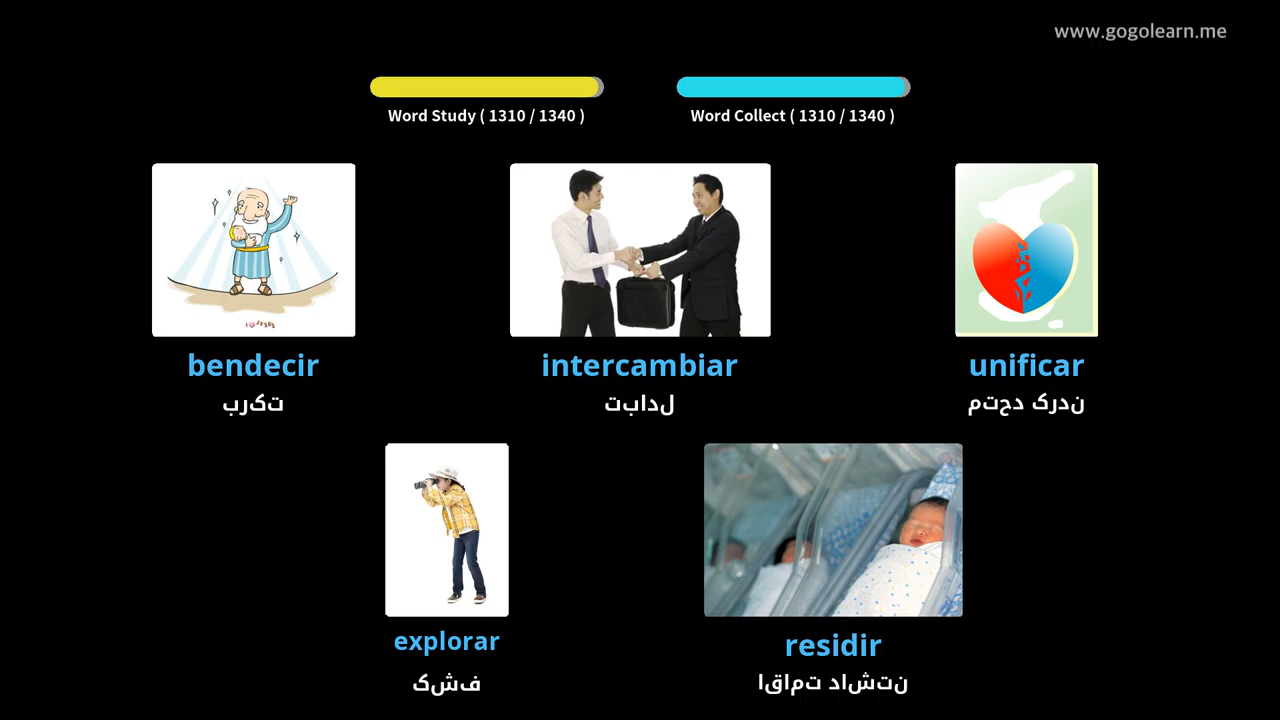 www.gogolearn.me
Word Study ( 1310 / 1340 )
Word Collect ( 1310 / 1340 )
I ♥ JESUS
bendecir
تکرب
intercambiar
لدابت
unificar
ندرک دحتم
explorar
فشک
residir
نتشاد تماقا